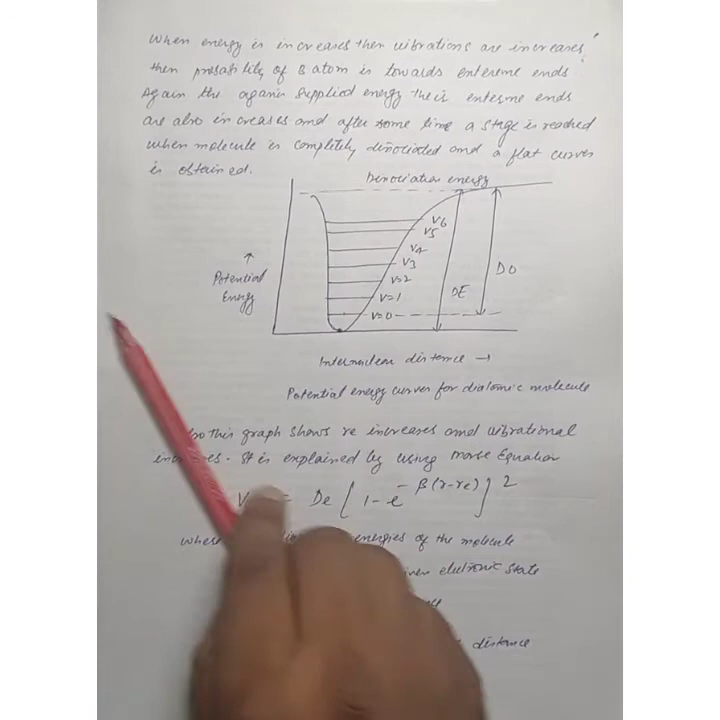 when energy is increases then vibrations are increases
then probability of B atom is towards extereme ends
Again the again supplied energy their exterme ends
are also increases and after some time a stage is reached
when molecule is completely dissociated and a flat curves
is obtained.
Dissociation energy
V6
V5
V4
V3
V=2
V=1
V=0
DE
DO
↑
Potential
Energy
Internuclear distance →
Potential energy curves for diatomic molecule
this graph shows re increases and vibrational
It is explained by using morse Equation
V = De [1-e^-β(r-re)]^2
where energies of the molecule
electronic state
distance